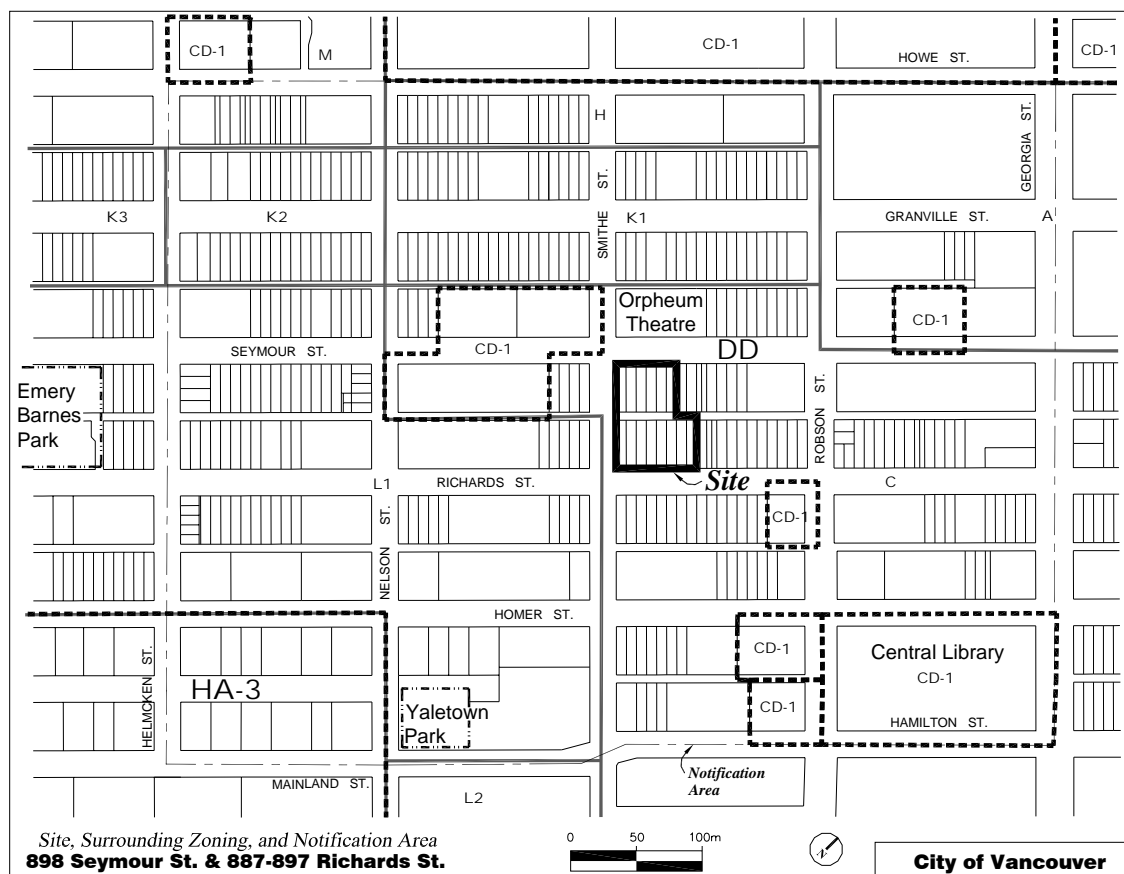 CD-1
M
CD-1
HOWE ST.
CD-1
H
GEORGIA ST.
K3
K2
SMITHE ST.
K1
GRANVILLE ST.
A
Orpheum
Theatre
CD-1
SEYMOUR ST.
CD-1
DD
Emery
Barnes
Park
ROBSON ST.
Site
L1
RICHARDS ST.
C
CD-1
NELSON ST.
HOMER ST.
HELMCKEN ST.
HA-3
CD-1
Central Library
CD-1
Yaletown
Park
CD-1
HAMILTON ST.
Notification
Area
MAINLAND ST.
L2
Site, Surrounding Zoning, and Notification Area
898 Seymour St. & 887-897 Richards St.
0 50 100m
N
City of Vancouver